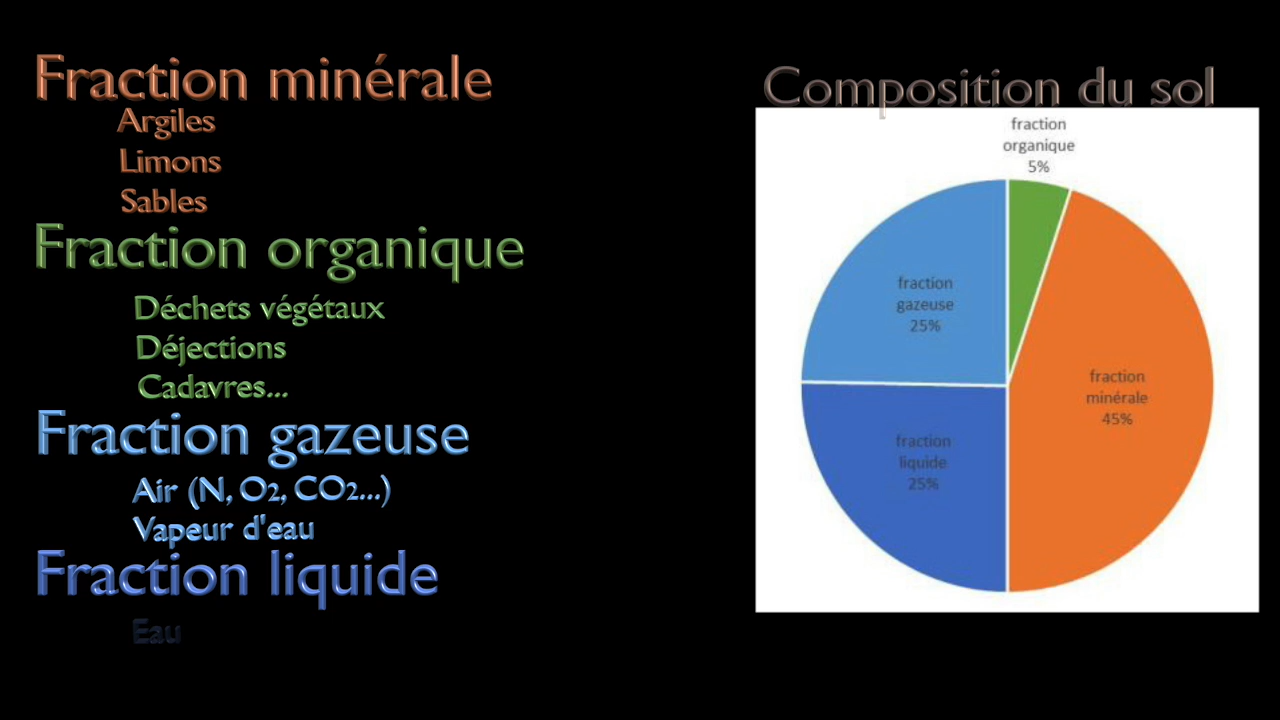 Fraction minérale
Argiles
Limons
Sables
Fraction organique
Déchets végétaux
Déjections
Cadavres...
Fraction gazeuse
Air (N, O2, CO2...)
Vapeur d'eau
Fraction liquide
Eau
Composition du sol
fraction
organique
5%
fraction
gazeuse
25%
fraction
minérale
45%
fraction
liquide
25%